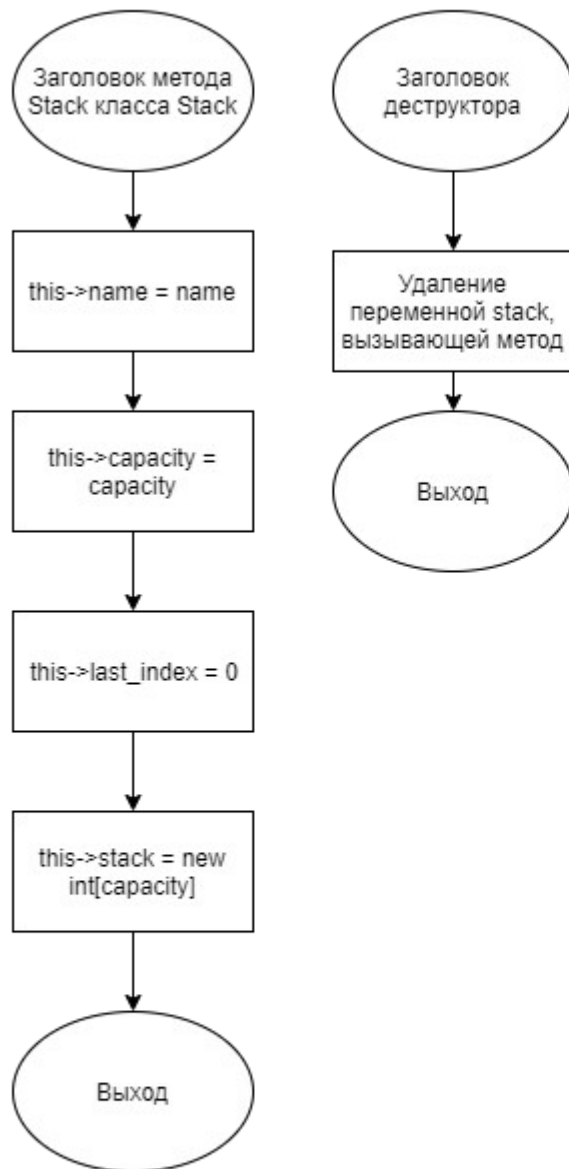 Заголовок метода
Stack класса Stack
this->name = name
this->capacity =
capacity
this->last_index = 0
this->stack = new
int[capacity]
Выход
Заголовок
деструктора
Удаление
переменной stack,
вызывающей метод
Выход